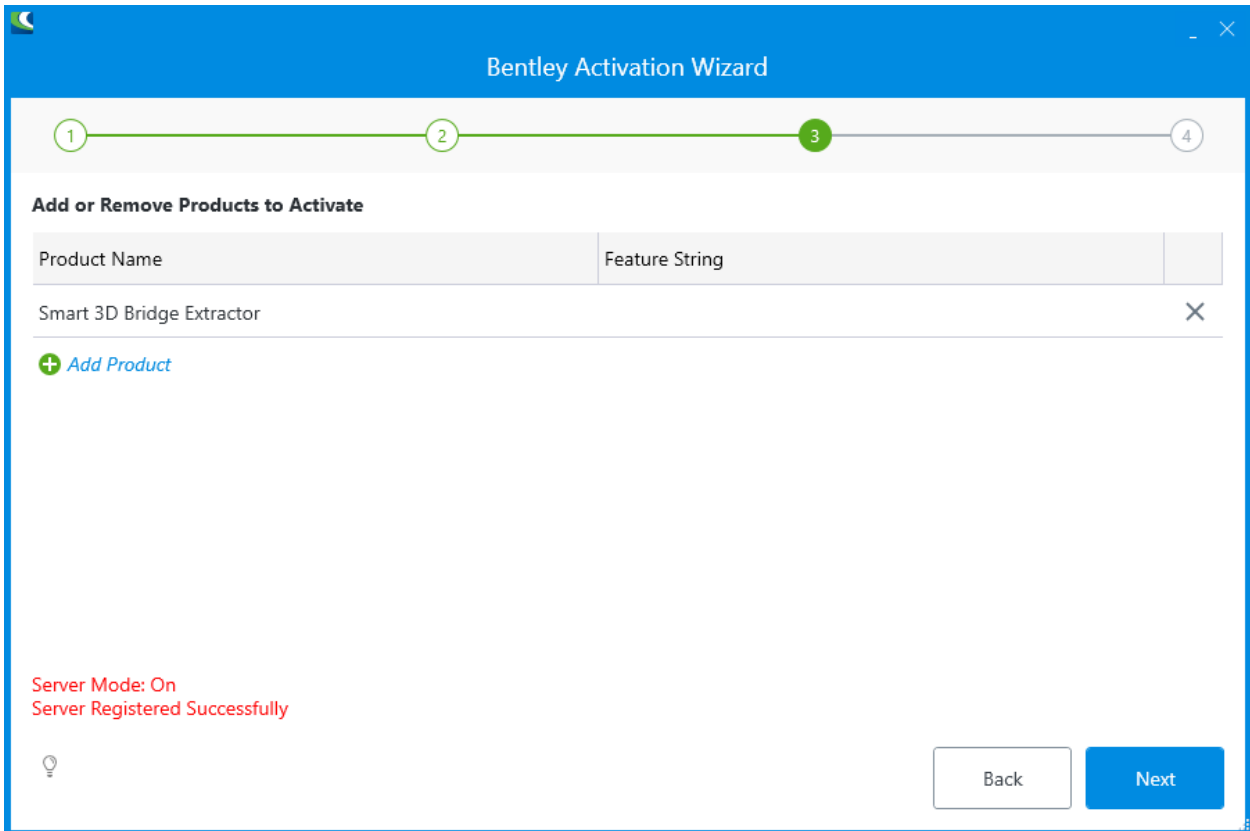 Bentley Activation Wizard
1 2 3 4
Add or Remove Products to Activate
Product Name Feature String
Smart 3D Bridge Extractor
Add Product
Server Mode: On
Server Registered Successfully
Back Next